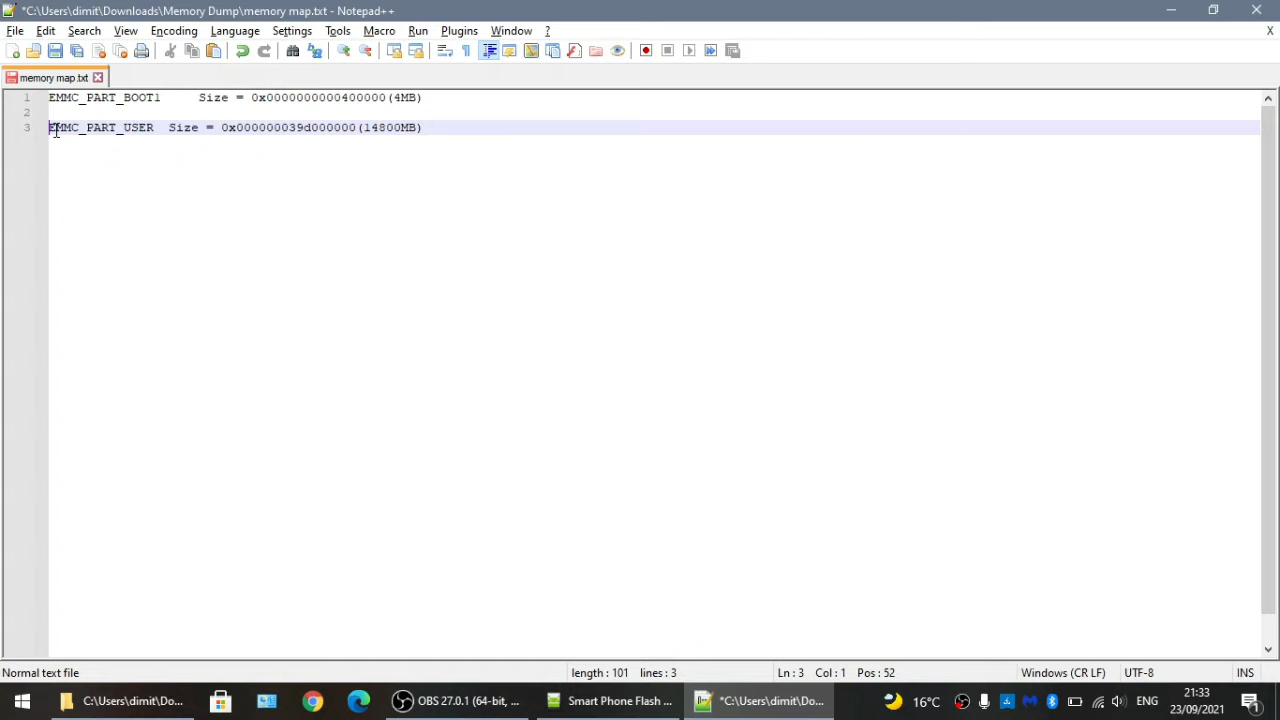 *C:\Users\dimit\Downloads\Memory Dump\memory map.txt - Notepad++
File Edit Search View Encoding Language Settings Tools Macro Run Plugins Window ? X
memory map.txt
1 EMMC_PART_BOOT1 Size = 0x0000000000400000(4MB)
2
3 EMMC_PART_USER Size = 0x000000039d000000(14800MB)
Normal text file length : 101 lines : 3 Ln : 3 Col : 1 Pos : 52 Windows (CR LF) UTF-8 INS
C:\Users\dimit\Do... OBS 27.0.1 (64-bit, ... Smart Phone Flash ... *C:\Users\dimit\Do... 16°C ENG 21:33
23/09/2021 1